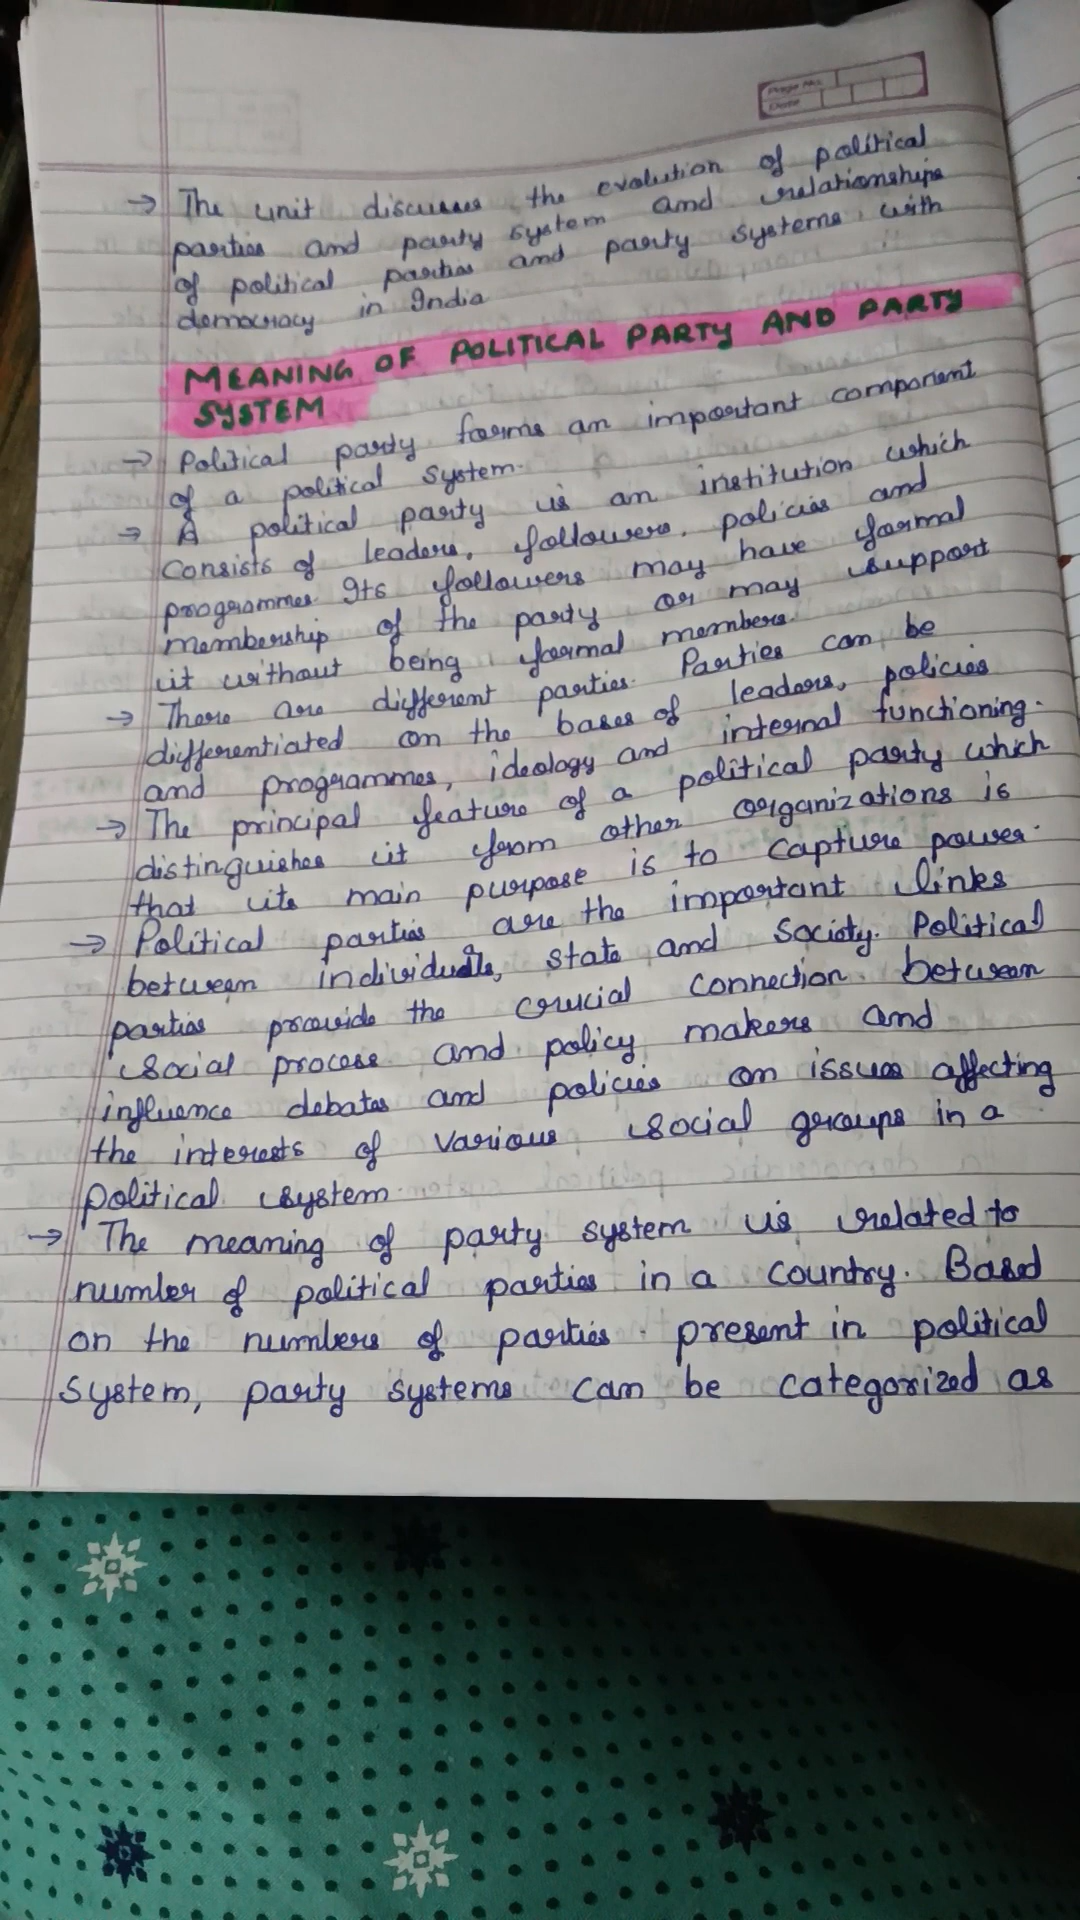 Page No.
Date
→ The unit discusses the evolution of political
parties and party system and relationships
of political parties and party systems with
democracy in India
MEANING OF POLITICAL PARTY AND PARTY
SYSTEM
→ Political party forms an important component
of a political system.
→ A political party is an institution which
consists of leaders, followers, policies and
programmes. Its followers may have formal
membership of the party or may support
it without being formal members.
→ There are different parties. Parties can be
differentiated on the bases of leaders, policies
and programmes, ideology and internal functioning.
→ The principal feature of a political party which
distinguishes it from other organizations is
that its main purpose is to capture power.
→ Political parties are the important links
between individuals, state and society. Political
parties provide the crucial connection between
social process and policy makers and
influence debates and policies on issues affecting
the interests of various social groups in a
political system.
→ The meaning of party system is related to
number of political parties in a country. Based
on the numbers of parties present in political
system, party systems can be categorized as